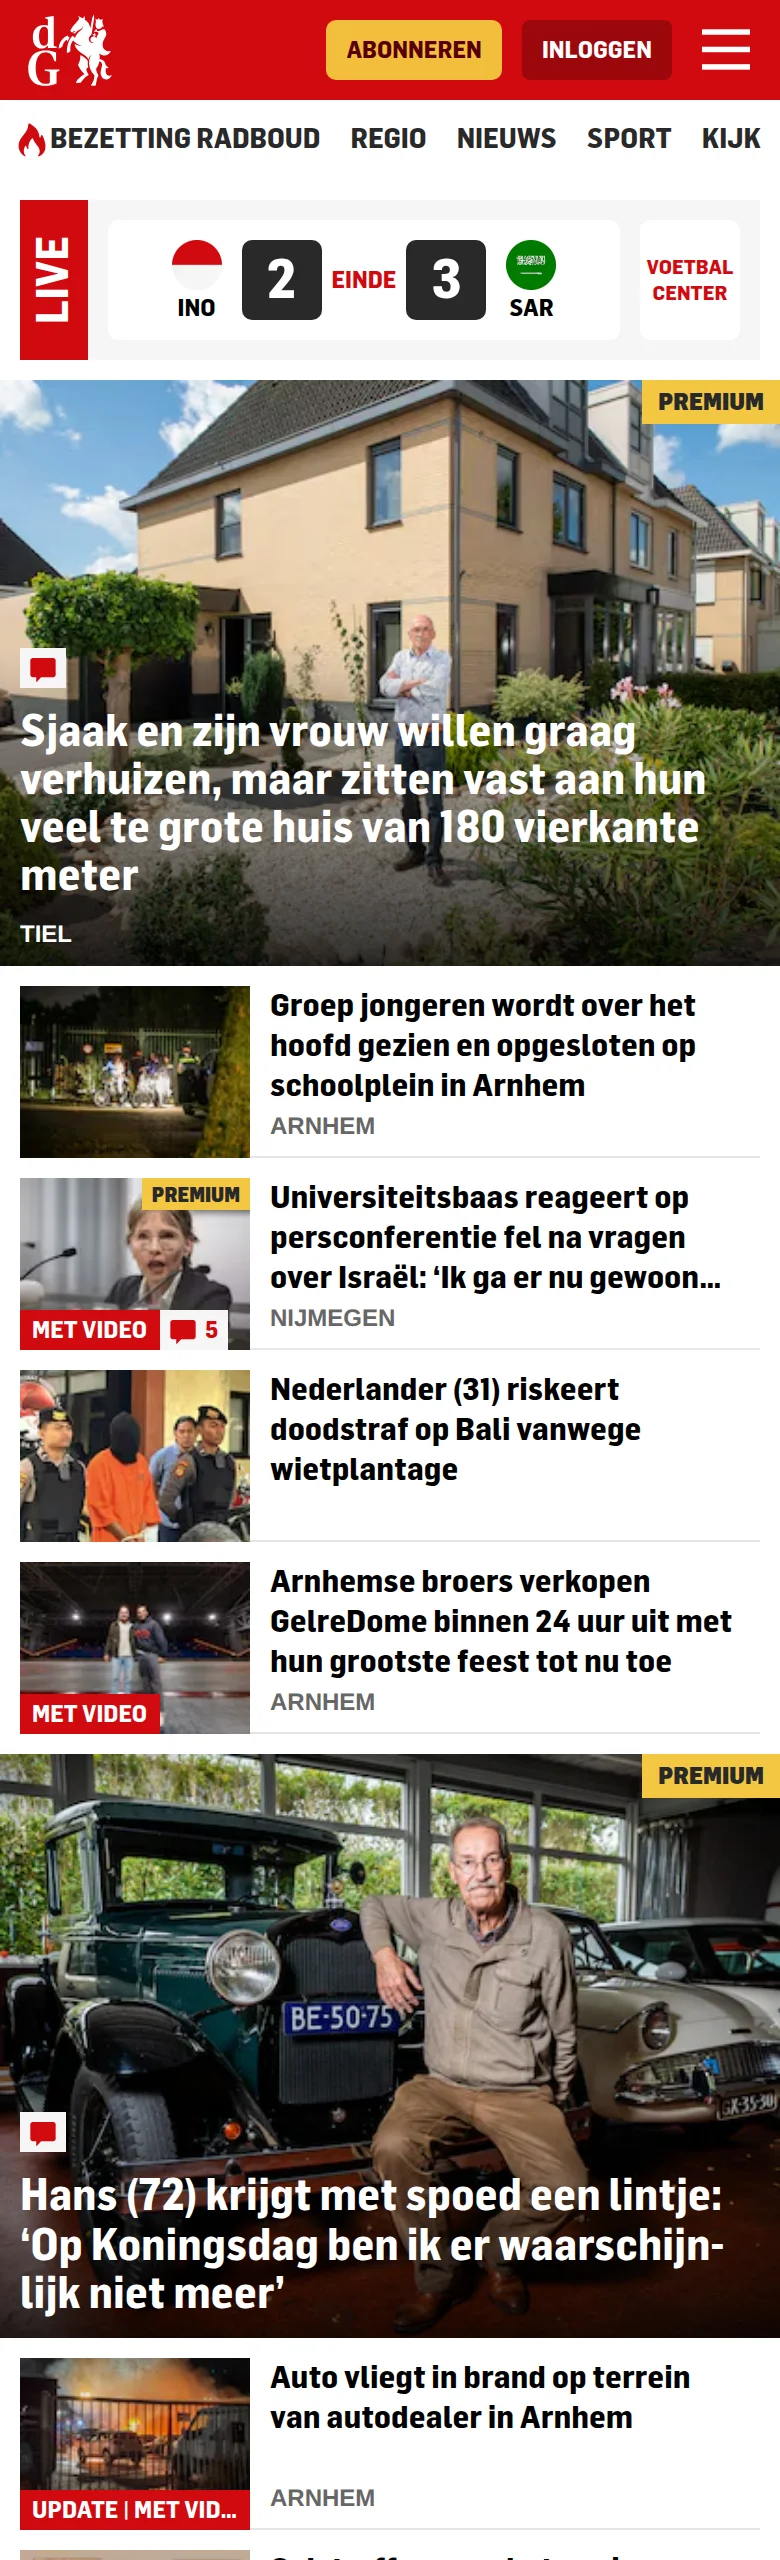 dG
ABONNEREN
INLOGGEN
BEZETTING RADBOUD REGIO NIEUWS SPORT KIJK
LIVE
INO
2
EINDE
3
SAR
VOETBAL
CENTER
PREMIUM
Sjaak en zijn vrouw willen graag
verhuizen, maar zitten vast aan hun
veel te grote huis van 180 vierkante
meter
TIEL
Groep jongeren wordt over het
hoofd gezien en opgesloten op
schoolplein in Arnhem
ARNHEM
PREMIUM
MET VIDEO
5
Universiteitsbaas reageert op
persconferentie fel na vragen
over Israël: ‘Ik ga er nu gewoon...
NIJMEGEN
Nederlander (31) riskeert
doodstraf op Bali vanwege
wietplantage
MET VIDEO
Arnhemse broers verkopen
GelreDome binnen 24 uur uit met
hun grootste feest tot nu toe
ARNHEM
PREMIUM
BE-50-75
GK-35-30
Hans (72) krijgt met spoed een lintje:
‘Op Koningsdag ben ik er waarschijn-
lijk niet meer’
UPDATE | MET VID...
Auto vliegt in brand op terrein
van autodealer in Arnhem
ARNHEM